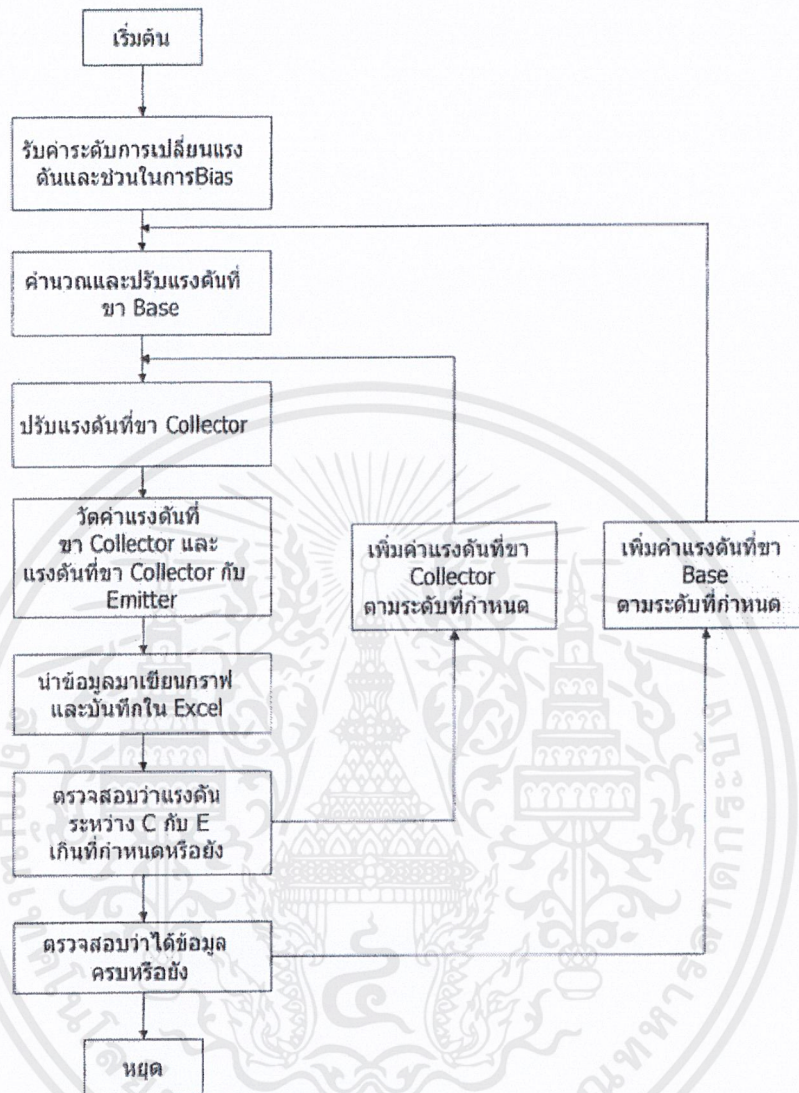 เริ่มต้น
รับค่าระดับการเปลี่ยนแรง
ดันและช่วนในการBias
คำนวณและปรับแรงดันที่
ขา Base
ปรับแรงดันที่ขา Collector
วัดค่าแรงดันที่
ขา Collector และ
แรงดันที่ขา Collector กับ
Emitter
เพิ่มค่าแรงดันที่ขา
Collector
ตามระดับที่กำหนด
เพิ่มค่าแรงดันที่ขา
Base
ตามระดับที่กำหนด
นำข้อมูลมาเขียนกราฟ
และบันทึกใน Excel
ตรวจสอบว่าแรงดัน
ระหว่าง C กับ E
เกินที่กำหนดหรือยัง
ตรวจสอบว่าได้ข้อมูล
ครบหรือยัง
หยุด